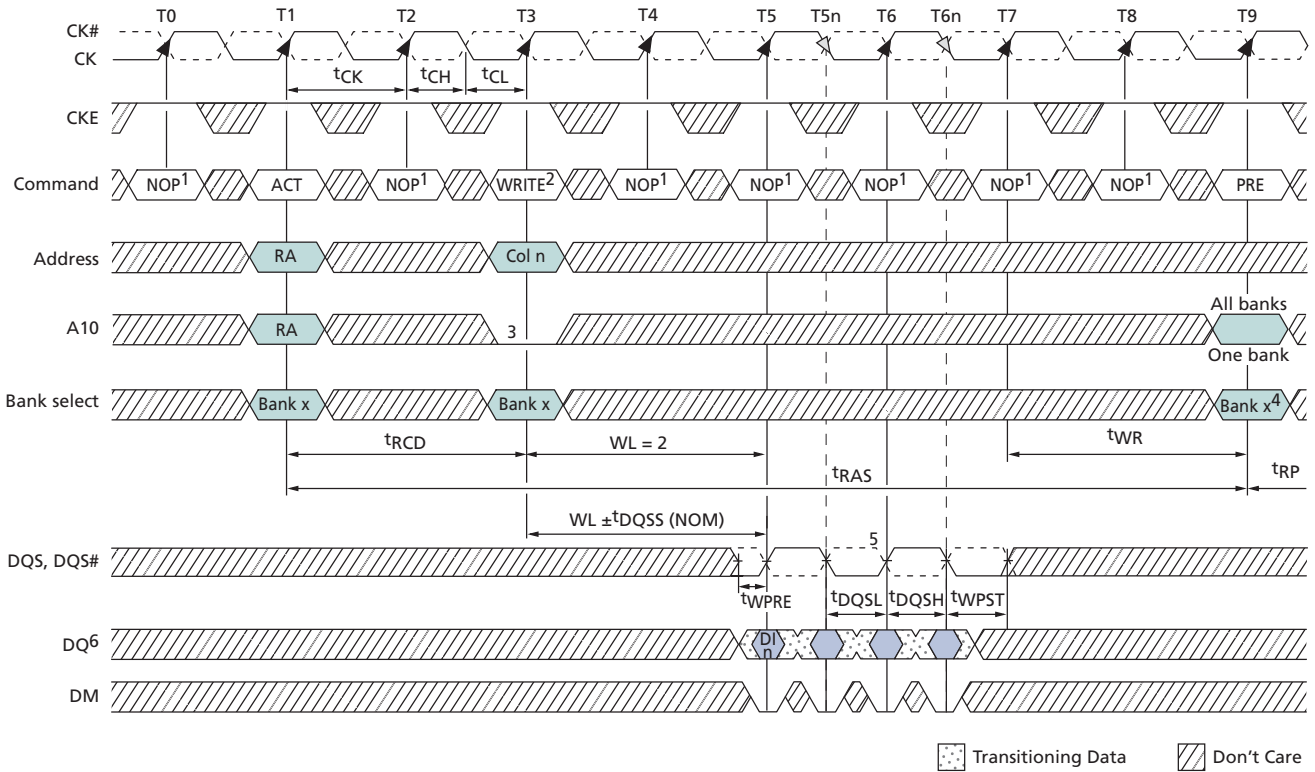 T0 T1 T2 T3 T4 T5 T5n T6 T6n T7 T8 T9
CK#
CK
tCK tCH tCL
CKE
Command NOP1 ACT NOP1 WRITE2 NOP1 NOP1 NOP1 NOP1 NOP1 PRE
Address RA Col n
All banks
A10 RA 3
One bank
Bank select Bank x Bank x Bank x4
tRCD WL = 2 tWR
tRAS tRP
WL ±tDQSS (NOM)
5
DQS, DQS#
tWPRE tDQSL tDQSH tWPST
DQ6 DI
n
DM
Transitioning Data Don't Care